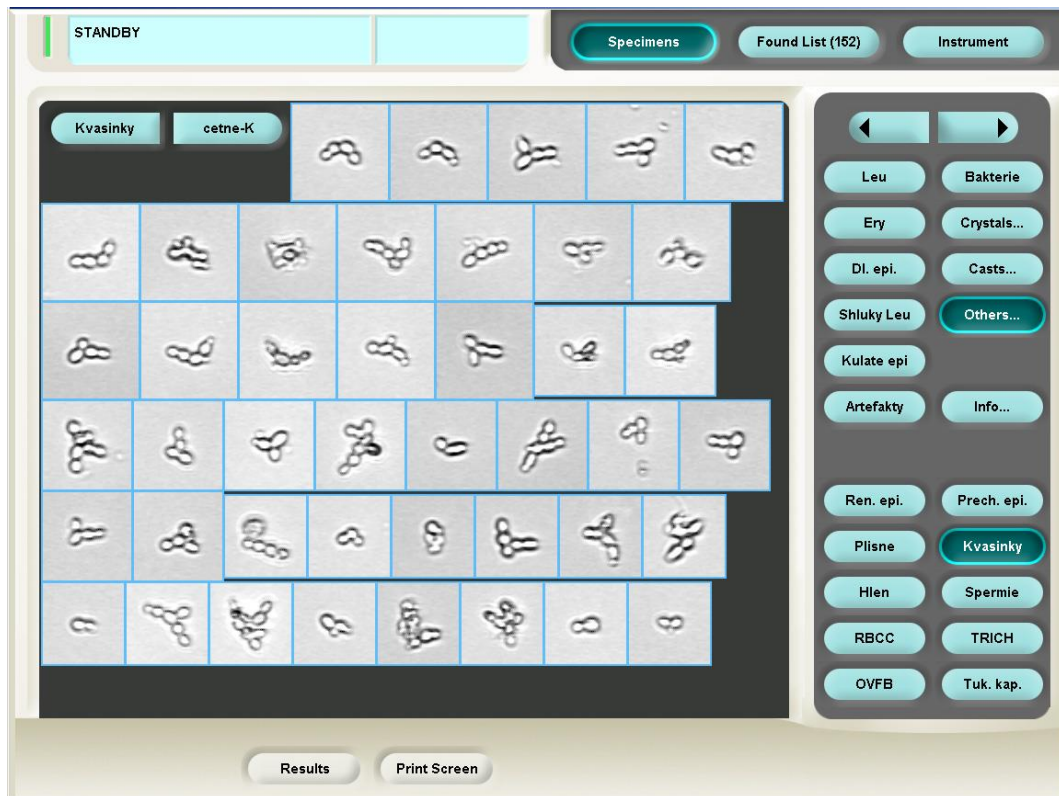 STANDBY
Specimens
Found List (152)
Instrument
Kvasinky
cetne-K
Leu
Bakterie
Ery
Crystals...
Dl. epi.
Casts...
Shluky Leu
Others...
Kulate epi
Artefakty
Info...
Ren. epi.
Prech. epi.
Plisne
Kvasinky
Hlen
Spermie
RBCC
TRICH
OVFB
Tuk. kap.
Results
Print Screen